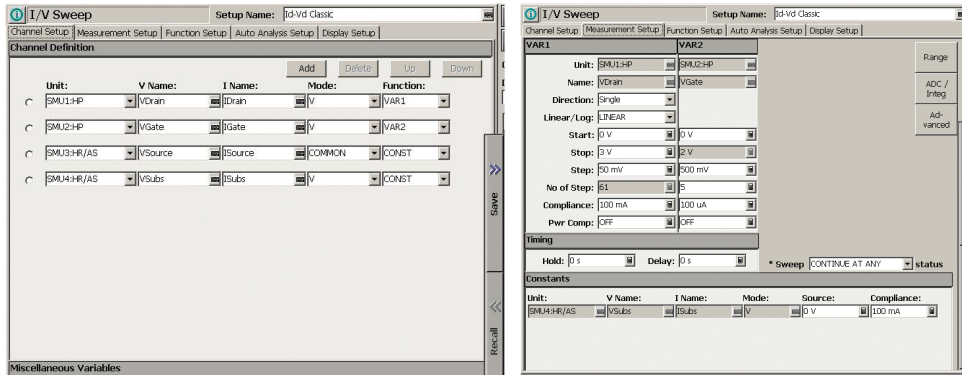 I/V Sweep Setup Name: Id-Vd Classic
Channel Setup Measurement Setup Function Setup Auto Analysis Setup Display Setup
Channel Definition
Add Delete Up Down
Unit: V Name: I Name: Mode: Function:
SMU1:HP VDrain IDrain V VAR1
SMU2:HP VGate IGate V VAR2
SMU3:HR/AS VSource ISource COMMON CONST
SMU4:HR/AS VSubs ISubs V CONST
Save
Recall
Miscellaneous Variables
I/V Sweep Setup Name: Id-Vd Classic
Channel Setup Measurement Setup Function Setup Auto Analysis Setup Display Setup
VAR1 VAR2
Unit: SMU1:HP SMU2:HP
Name: VDrain VGate
Direction: Single
Linear/Log: LINEAR
Start: 0 V 0 V
Stop: 3 V 2 V
Step: 50 mV 500 mV
No of Step: 61 5
Compliance: 100 mA 100 uA
Pwr Comp: OFF OFF
Range
ADC /
Integ
Ad-
vanced
Timing
Hold: 0 s Delay: 0 s * Sweep CONTINUE AT ANY status
Constants
Unit: V Name: I Name: Mode: Source: Compliance:
SMU4:HR/AS VSubs ISubs V 0 V 100 mA